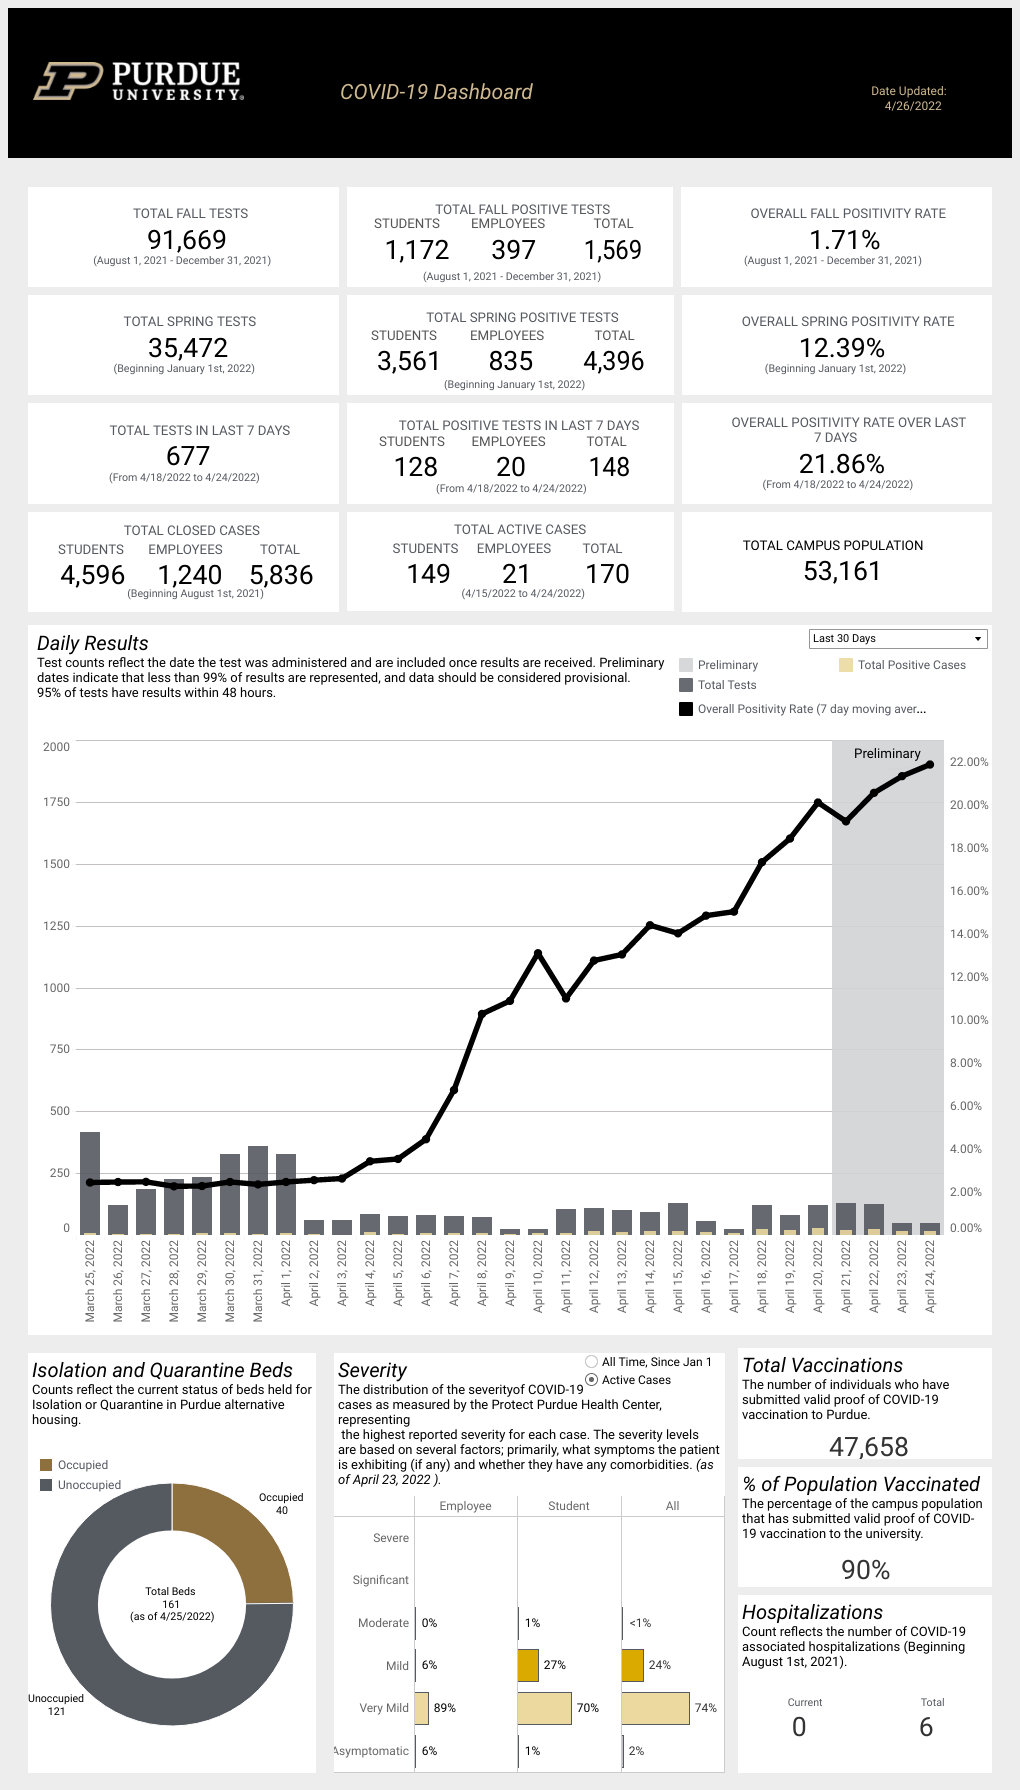 PURDUE
UNIVERSITY®
COVID-19 Dashboard
Date Updated:
4/26/2022
TOTAL FALL TESTS
91,669
(August 1, 2021 - December 31, 2021)
TOTAL FALL POSITIVE TESTS
STUDENTS EMPLOYEES TOTAL
1,172 397 1,569
(August 1, 2021 - December 31, 2021)
OVERALL FALL POSITIVITY RATE
1.71%
(August 1, 2021 - December 31, 2021)
TOTAL SPRING TESTS
35,472
(Beginning January 1st, 2022)
TOTAL SPRING POSITIVE TESTS
STUDENTS EMPLOYEES TOTAL
3,561 835 4,396
(Beginning January 1st, 2022)
OVERALL SPRING POSITIVITY RATE
12.39%
(Beginning January 1st, 2022)
TOTAL TESTS IN LAST 7 DAYS
677
(From 4/18/2022 to 4/24/2022)
TOTAL POSITIVE TESTS IN LAST 7 DAYS
STUDENTS EMPLOYEES TOTAL
128 20 148
(From 4/18/2022 to 4/24/2022)
OVERALL POSITIVITY RATE OVER LAST
7 DAYS
21.86%
(From 4/18/2022 to 4/24/2022)
TOTAL CLOSED CASES
STUDENTS EMPLOYEES TOTAL
4,596 1,240 5,836
(Beginning August 1st, 2021)
TOTAL ACTIVE CASES
STUDENTS EMPLOYEES TOTAL
149 21 170
(4/15/2022 to 4/24/2022)
TOTAL CAMPUS POPULATION
53,161
Daily Results
Test counts reflect the date the test was administered and are included once results are received. Preliminary
dates indicate that less than 99% of results are represented, and data should be considered provisional.
95% of tests have results within 48 hours.
Last 30 Days
Preliminary
Total Positive Cases
Total Tests
Overall Positivity Rate (7 day moving aver...
Preliminary
2000
1750
1500
1250
1000
750
500
250
0
22.00%
20.00%
18.00%
16.00%
14.00%
12.00%
10.00%
8.00%
6.00%
4.00%
2.00%
0.00%
March 25, 2022
March 26, 2022
March 27, 2022
March 28, 2022
March 29, 2022
March 30, 2022
March 31, 2022
April 1, 2022
April 2, 2022
April 3, 2022
April 4, 2022
April 5, 2022
April 6, 2022
April 7, 2022
April 8, 2022
April 9, 2022
April 10, 2022
April 11, 2022
April 12, 2022
April 13, 2022
April 14, 2022
April 15, 2022
April 16, 2022
April 17, 2022
April 18, 2022
April 19, 2022
April 20, 2022
April 21, 2022
April 22, 2022
April 23, 2022
April 24, 2022
Isolation and Quarantine Beds
Counts reflect the current status of beds held for
Isolation or Quarantine in Purdue alternative
housing.
Occupied
Unoccupied
Occupied
40
Total Beds
161
(as of 4/25/2022)
Unoccupied
121
Severity
All Time, Since Jan 1
Active Cases
The distribution of the severityof COVID-19
cases as measured by the Protect Purdue Health Center,
representing
the highest reported severity for each case. The severity levels
are based on several factors; primarily, what symptoms the patient
is exhibiting (if any) and whether they have any comorbidities. (as
of April 23, 2022 ).
Employee Student All
Severe
Significant
Moderate 0% 1% <1%
Mild 6% 27% 24%
Very Mild 89% 70% 74%
Asymptomatic 6% 1% 2%
Total Vaccinations
The number of individuals who have
submitted valid proof of COVID-19
vaccination to Purdue.
47,658
% of Population Vaccinated
The percentage of the campus population
that has submitted valid proof of COVID-
19 vaccination to the university.
90%
Hospitalizations
Count reflects the number of COVID-19
associated hospitalizations (Beginning
August 1st, 2021).
Current Total
0 6